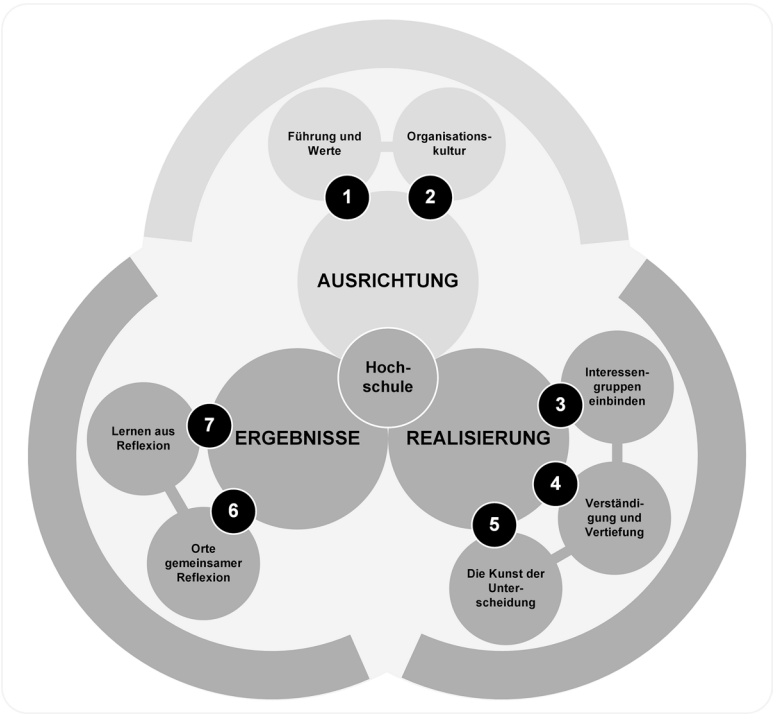 Führung und
Werte
Organisations-
kultur
1
2
AUSRICHTUNG
Hoch-
schule
Interessen-
gruppen
einbinden
3
REALISIERUNG
4
Verständi-
gung und
Vertiefung
5
Die Kunst der
Unter-
scheidung
ERGEBNISSE
6
Orte
gemeinsamer
Reflexion
7
Lernen aus
Reflexion